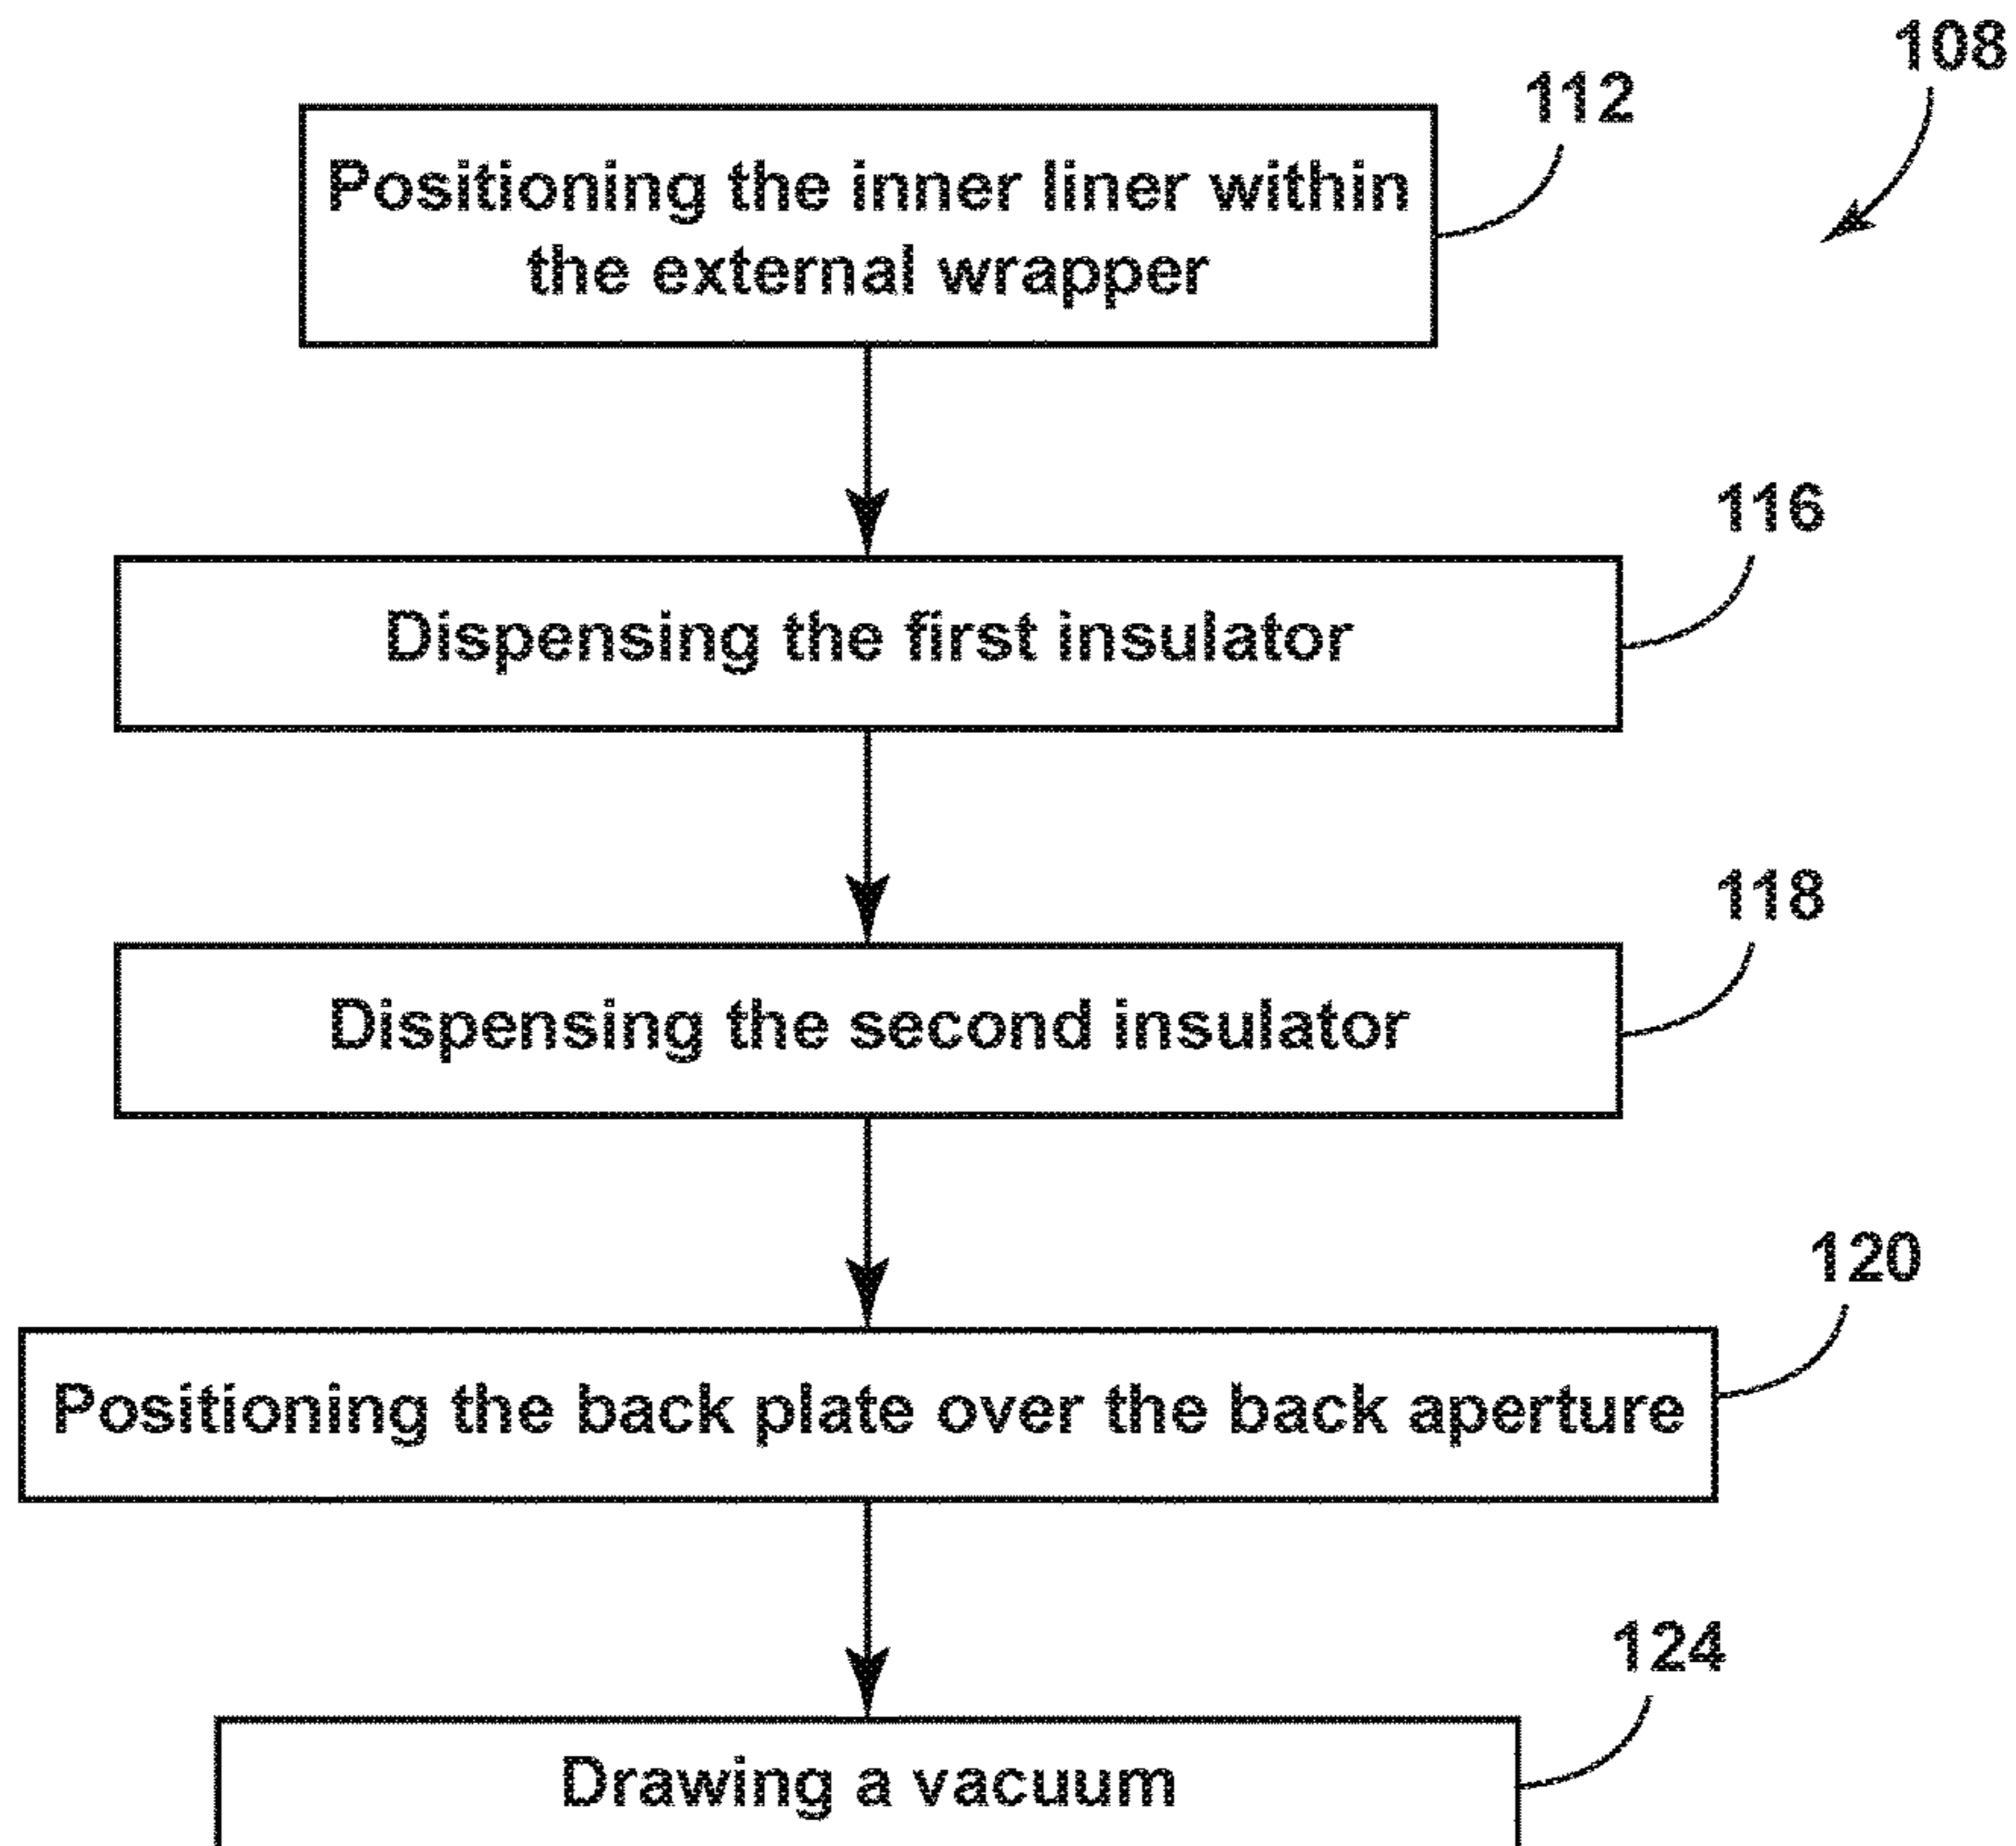 108
112
Positioning the inner liner within
the external wrapper
116
Dispensing the first insulator
118
Dispensing the second insulator
120
Positioning the back plate over the back aperture
124
Drawing a vacuum